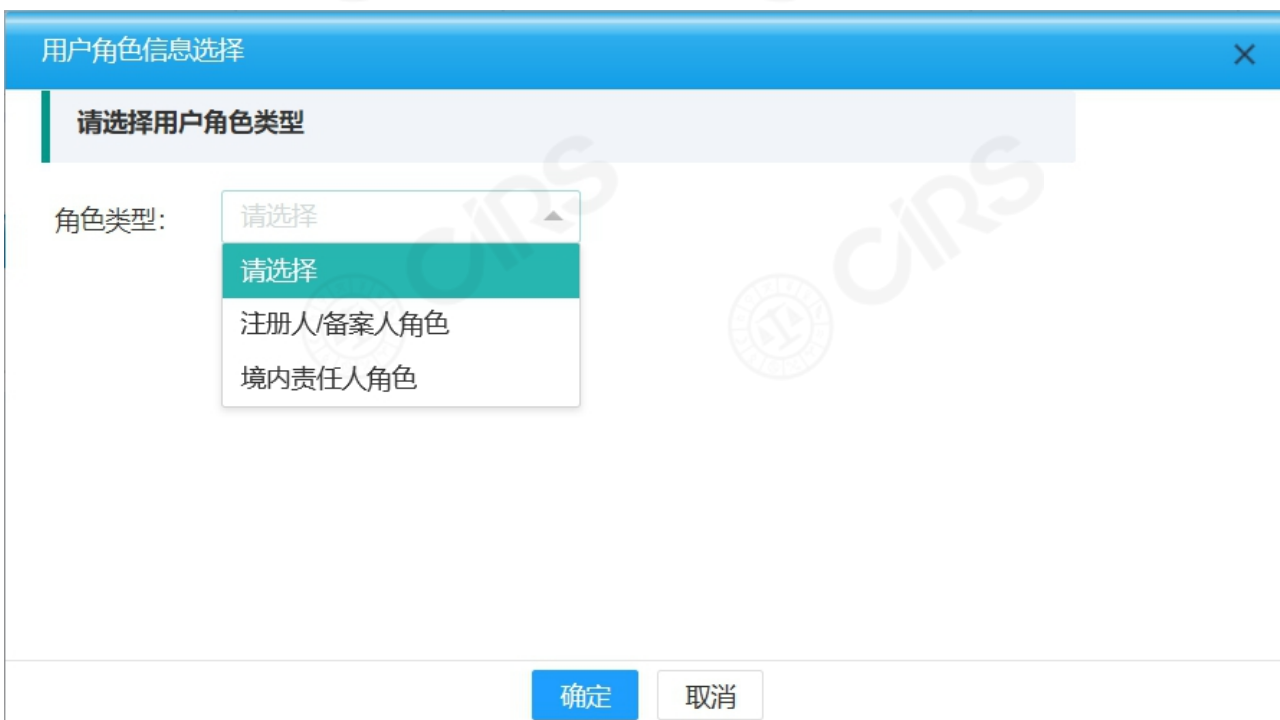 用户角色信息选择
请选择用户角色类型
角色类型: 请选择
请选择
注册人/备案人角色
境内责任人角色
确定 取消
CIRS CIRS